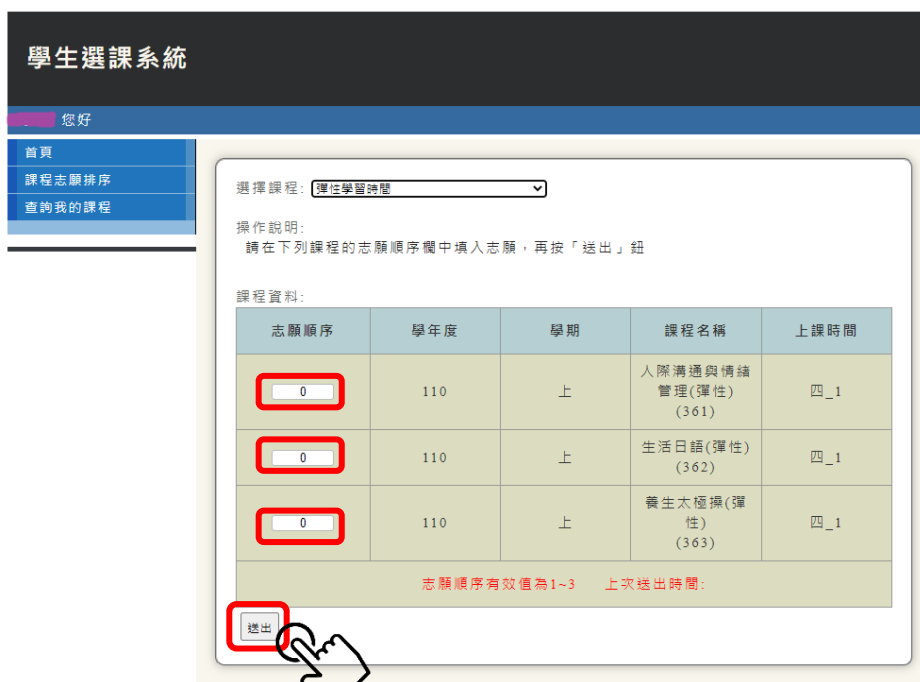 學生選課系統
您好
首頁
課程志願排序
查詢我的課程
選擇課程: 彈性學習時間
操作說明:
請在下列課程的志願順序欄中填入志願，再按「送出」鈕
課程資料:
志願順序 學年度 學期 課程名稱 上課時間
0 110 上 人際溝通與情緒
管理(彈性)
(361) 四_1
0 110 上 生活日語(彈性)
(362) 四_1
0 110 上 養生太極操(彈
性)
(363) 四_1
志願順序有效值為1~3 上次送出時間:
送出